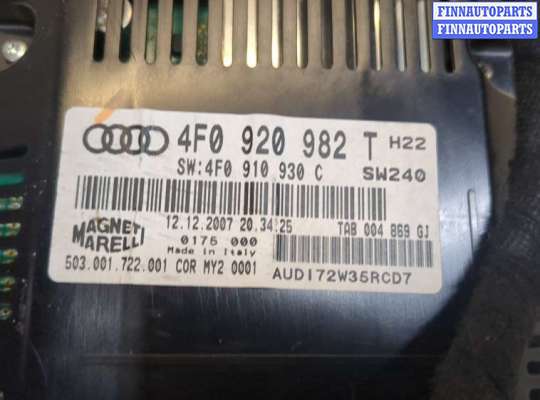 FINNAUTOPARTS
FINNAUTOPARTS
4F0 920 982 T H22
SW:4F0 910 930 C SW240
MAGNETI MARELLI
12.12.2007 20.34.25 TAB 004 869 GJ
0175 000
Made in Italy
503.001.722.001 COR MY2 0001 AUDI72W35RCD7